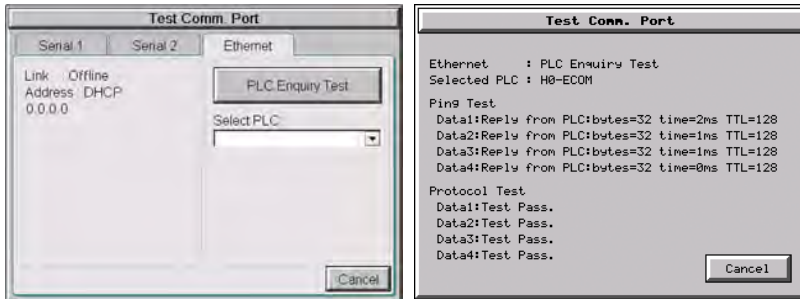 Test Comm. Port
Serial 1
Serial 2
Ethernet
Link Offline
Address DHCP
0.0.0.0
PLC Enquiry Test
Select PLC
Cancel
Test Comm. Port
Ethernet : PLC Enquiry Test
Selected PLC : H0-ECOM
Ping Test
Data1:Reply from PLC:bytes=32 time=2ms TTL=128
Data2:Reply from PLC:bytes=32 time=1ms TTL=128
Data3:Reply from PLC:bytes=32 time=1ms TTL=128
Data4:Reply from PLC:bytes=32 time=0ms TTL=128
Protocol Test
Data1:Test Pass.
Data2:Test Pass.
Data3:Test Pass.
Data4:Test Pass.
Cancel